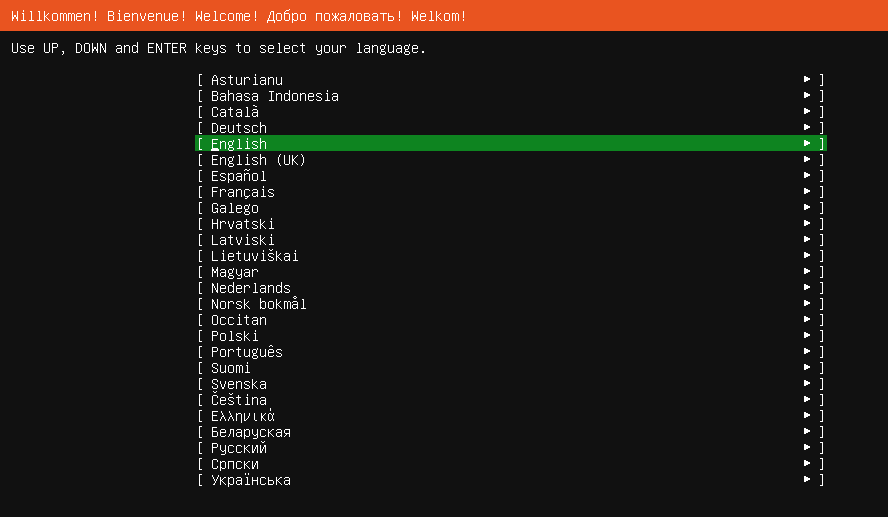 Willkommen! Bienvenue! Welcome! Добро пожаловать! Welkom!
Use UP, DOWN and ENTER keys to select your language.
[ Asturianu ► ]
[ Bahasa Indonesia ► ]
[ Català ► ]
[ Deutsch ► ]
[ English ► ]
[ English (UK) ► ]
[ Español ► ]
[ Français ► ]
[ Galego ► ]
[ Hrvatski ► ]
[ Latviski ► ]
[ Lietuviškai ► ]
[ Magyar ► ]
[ Nederlands ► ]
[ Norsk bokmål ► ]
[ Occitan ► ]
[ Polski ► ]
[ Português ► ]
[ Suomi ► ]
[ Svenska ► ]
[ Čeština ► ]
[ Ελληνικά ► ]
[ Беларуская ► ]
[ Русский ► ]
[ Српски ► ]
[ Українська ► ]